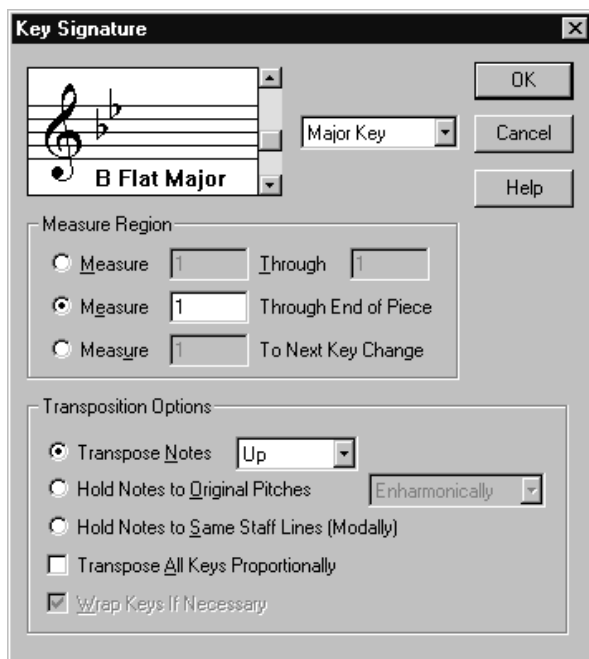 Key Signature
OK
B Flat Major
Major Key
Cancel
Help
Measure Region
Measure 1 Through 1
Measure 1 Through End of Piece
Measure 1 To Next Key Change
Transposition Options
Transpose Notes Up
Hold Notes to Original Pitches Enharmonically
Hold Notes to Same Staff Lines (Modally)
Transpose All Keys Proportionally
Wrap Keys If Necessary